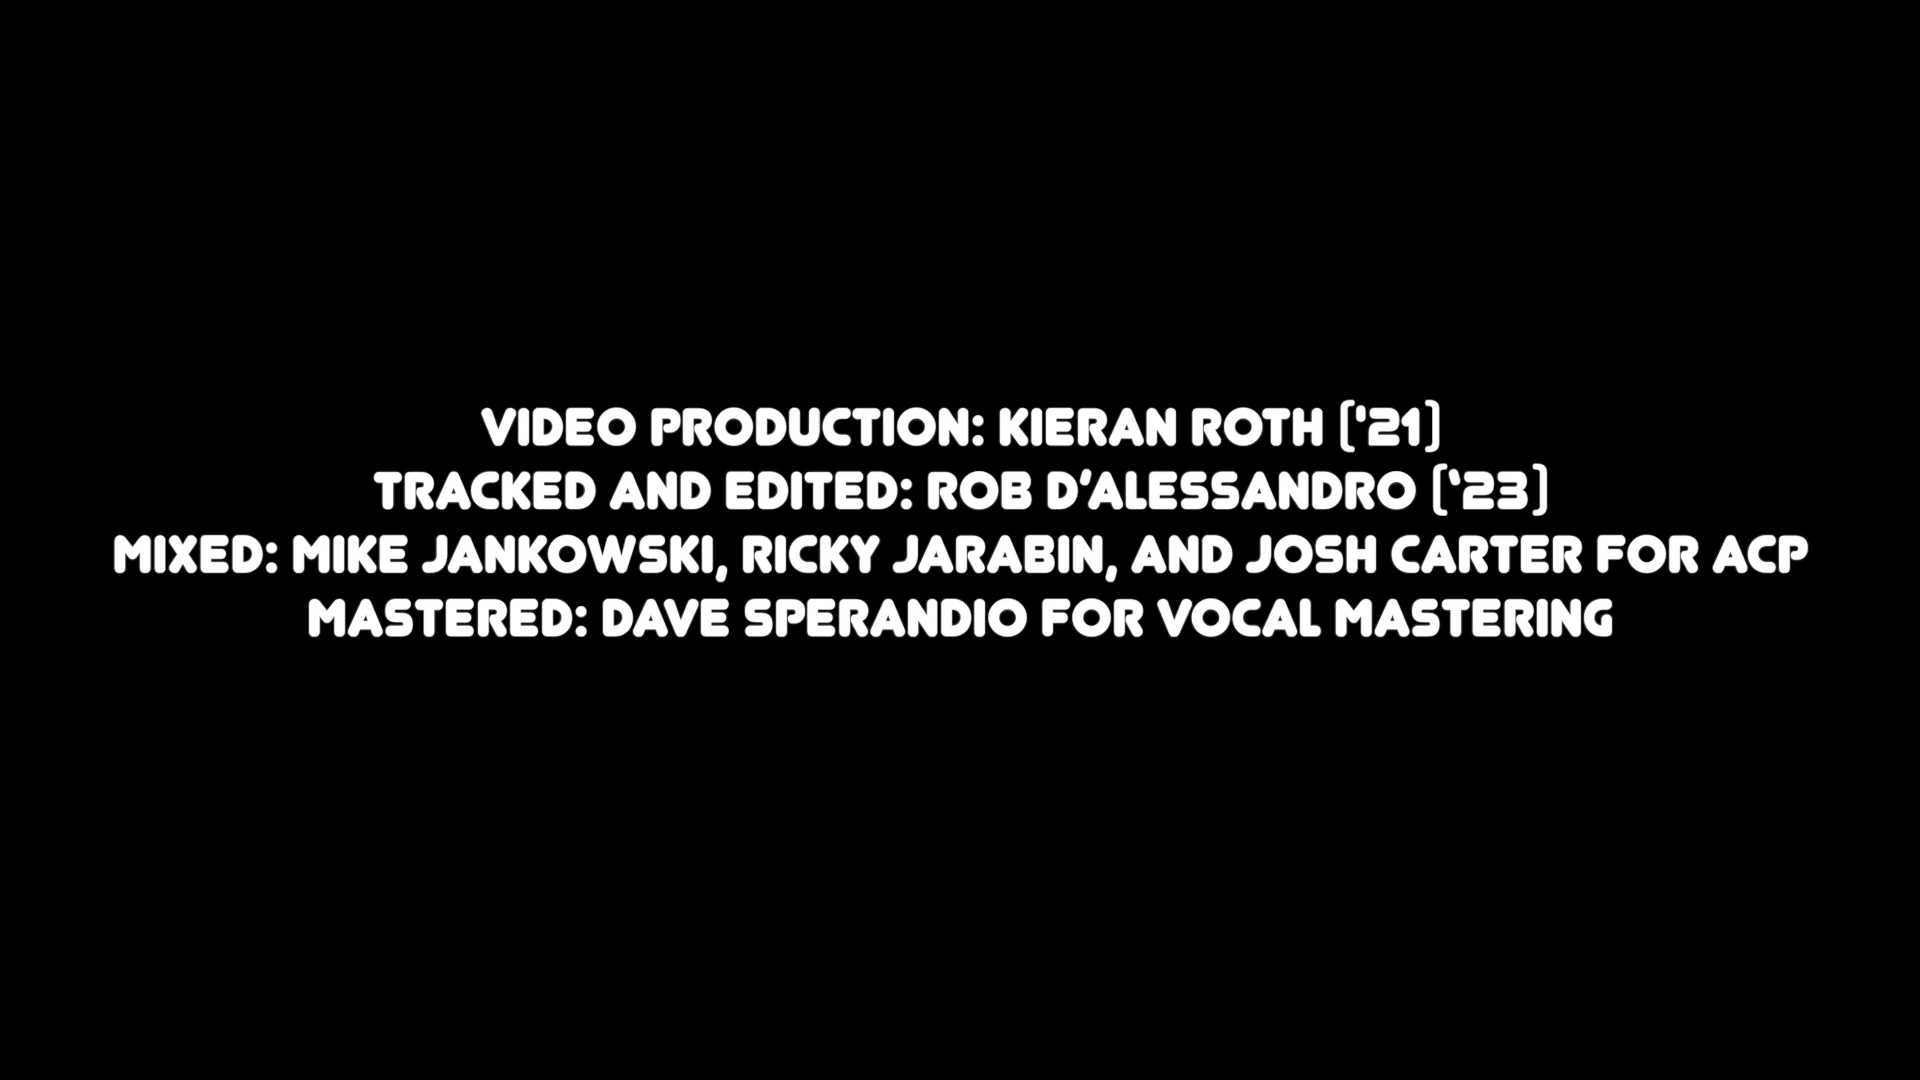 VIDEO PRODUCTION: KIERAN ROTH ('21)
TRACKED AND EDITED: ROB D'ALESSANDRO (‘23)
MIXED: MIKE JANKOWSKI, RICKY JARABIN, AND JOSH CARTER FOR ACP
MASTERED: DAVE SPERANDIO FOR VOCAL MASTERING